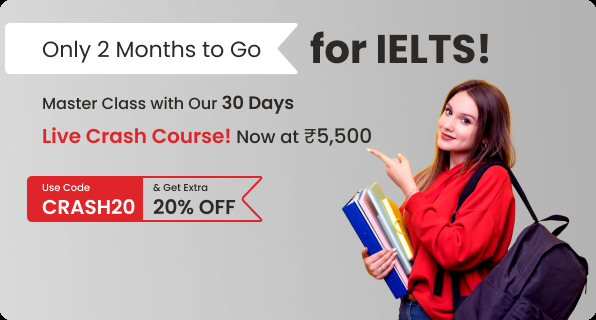 Only 2 Months to Go for IELTS!
Master Class with Our 30 Days
Live Crash Course! Now at ₹5,500
Use Code
CRASH20
& Get Extra
20% OFF